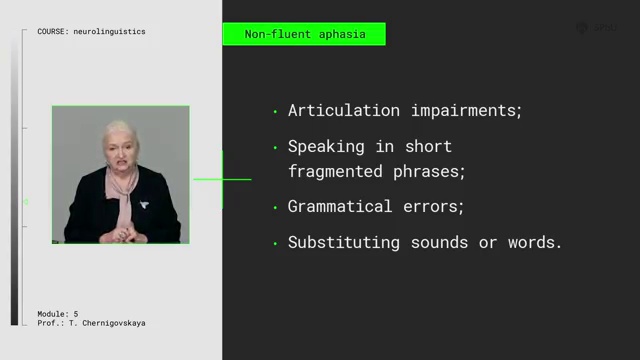 COURSE: neurolinguistics
Non-fluent aphasia
• Articulation impairments;
• Speaking in short
fragmented phrases;
• Grammatical errors;
• Substituting sounds or words.
Module: 5
Prof.: T. Chernigovskaya